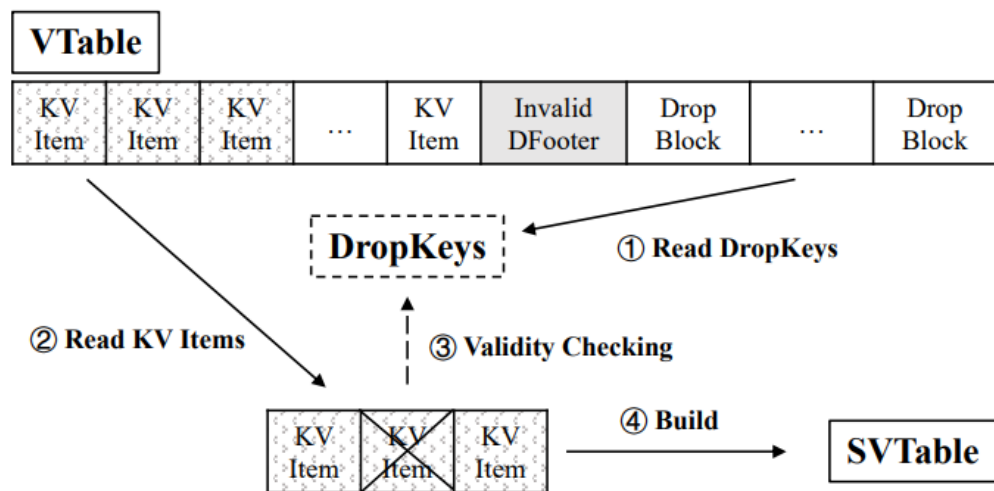 VTable
KV KV KV KV Invalid Drop Drop
Item Item Item … Item DFooter Block … Block
DropKeys
① Read DropKeys
② Read KV Items
③ Validity Checking
KV KV KV
Item Item Item
④ Build
SVTable